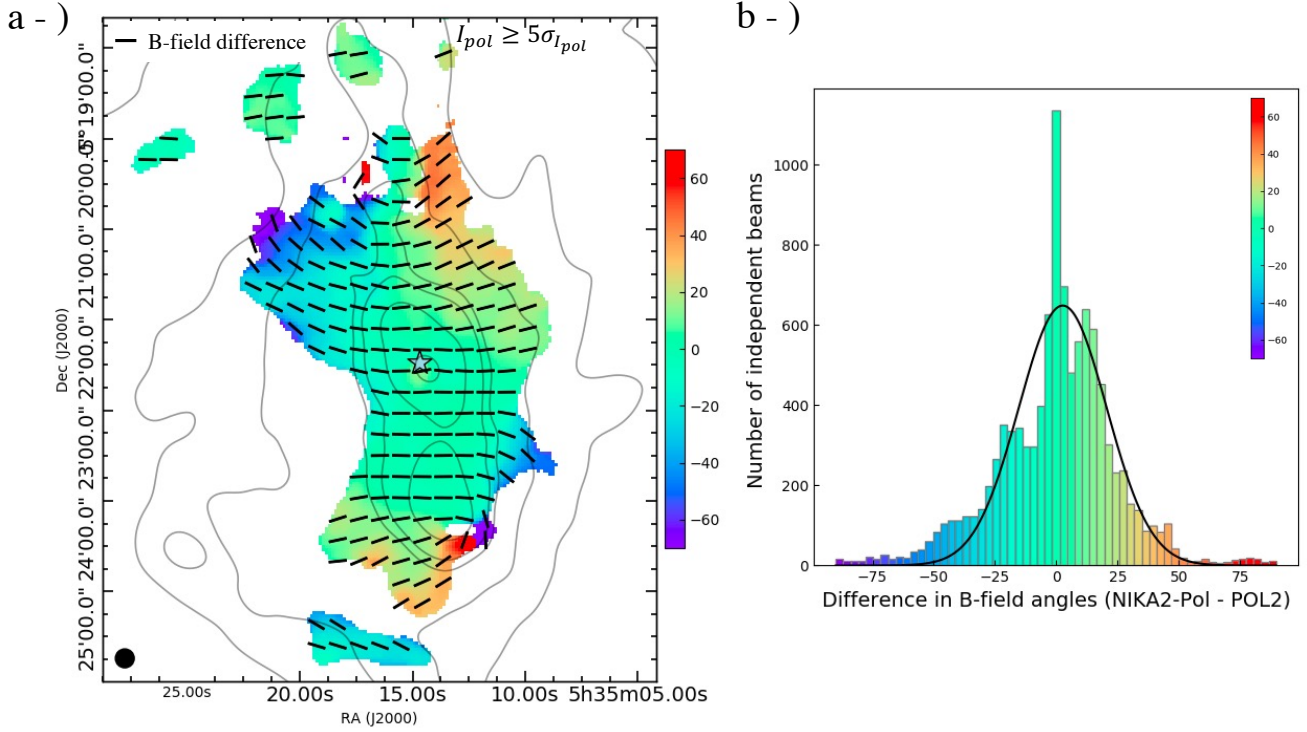 a - )
B-field difference
I_pol ≥ 5σ_I_pol
5°19'00.0"
20'00.0"
21'00.0"
22'00.0"
23'00.0"
24'00.0"
25'00.0"
Dec (J2000)
25.00s 20.00s 15.00s 10.00s 5h35m05.00s
RA (J2000)
60
40
20
0
−20
−40
−60
b - )
1000
800
600
400
200
0
Number of independent beams
−75 −50 −25 0 25 50 75
Difference in B-field angles (NIKA2-Pol - POL2)
60
40
20
0
−20
−40
−60